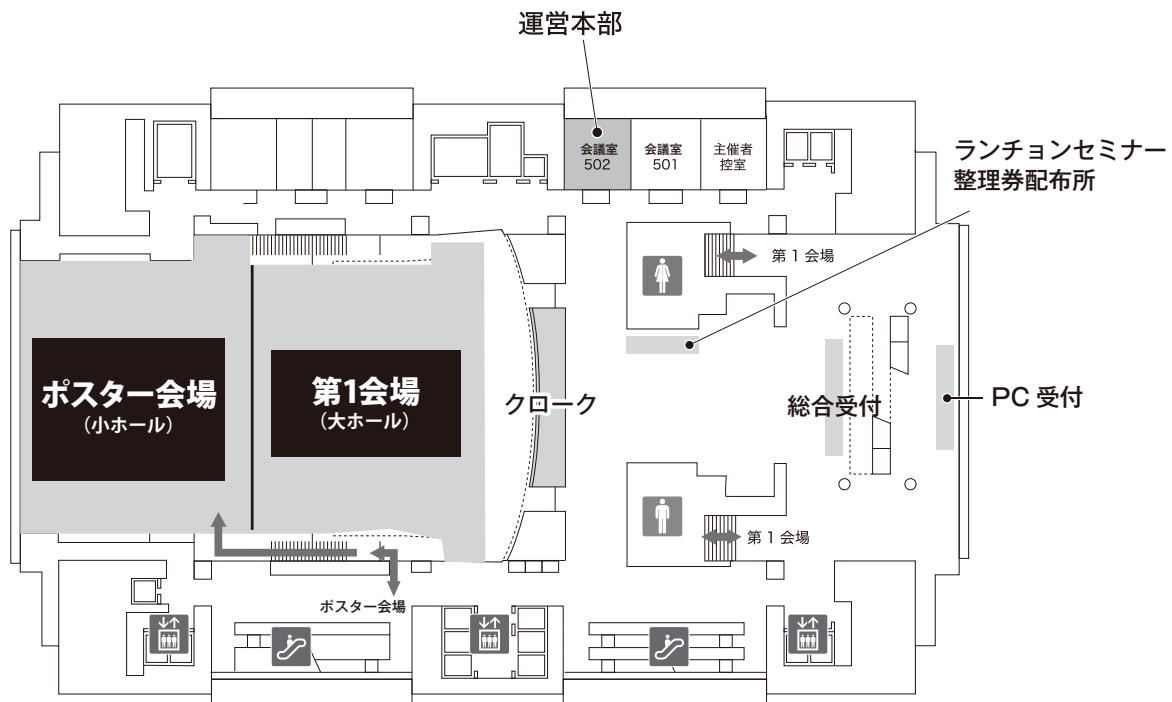 運営本部
会議室
502
会議室
501
主催者
控室
ランチョンセミナー
整理券配布所
第1会場
ポスター会場
(小ホール)
第1会場
(大ホール)
クローク
総合受付
PC 受付
第1会場
ポスター会場